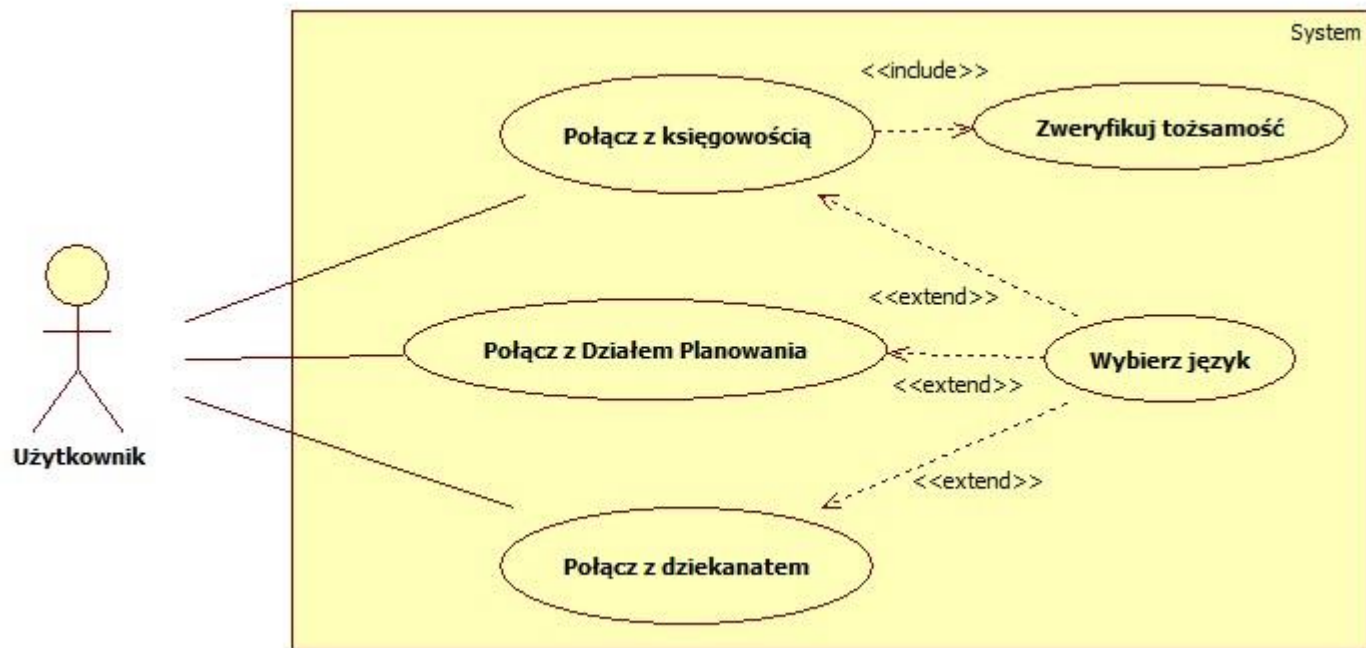 System
<<include>>
Połącz z księgowością
Zweryfikuj tożsamość
<<extend>>
Połącz z Działem Planowania
Wybierz język
<<extend>>
Użytkownik
<<extend>>
Połącz z dziekanatem